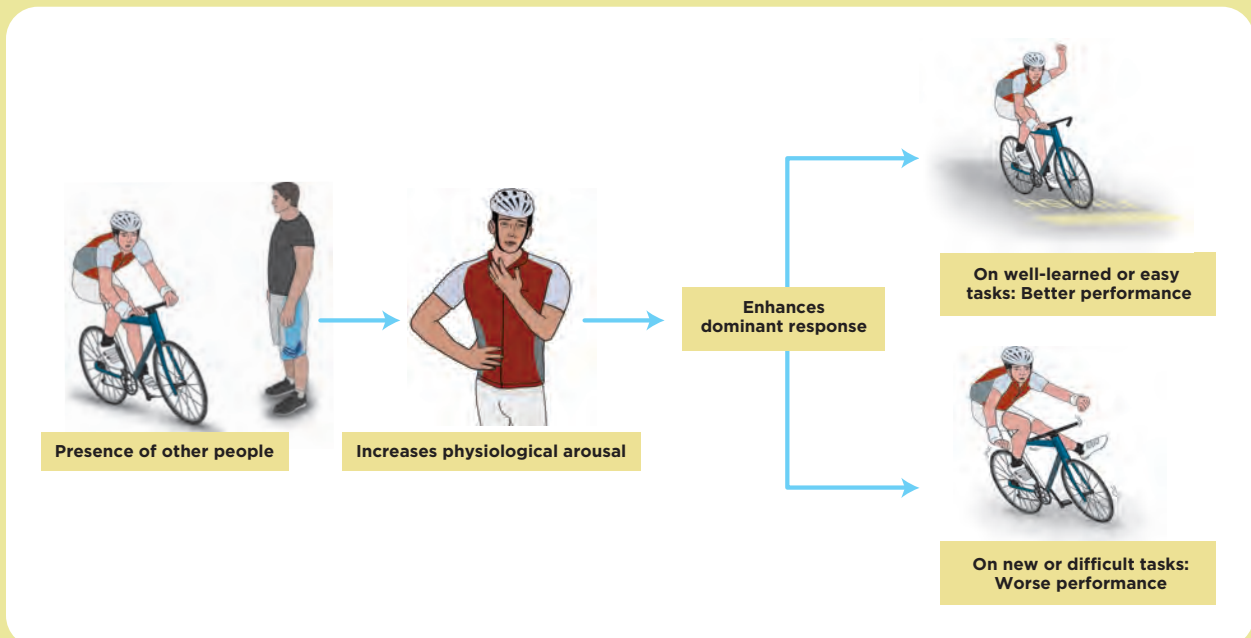 Presence of other people
Increases physiological arousal
Enhances
dominant response
On well-learned or easy
tasks: Better performance
On new or difficult tasks:
Worse performance